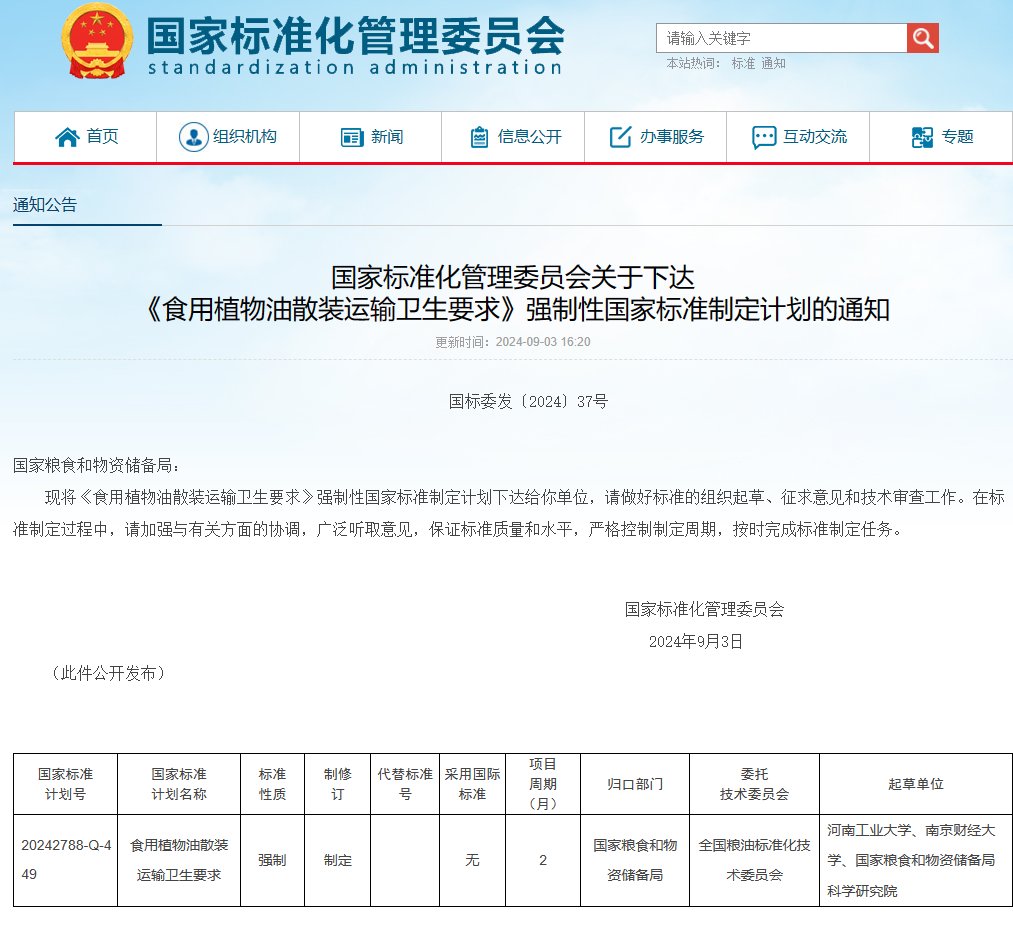 国家标准化管理委员会
standardization administration
请输入关键字
本站热词： 标准 通知
首页 组织机构 新闻 信息公开 办事服务 互动交流 专题
通知公告
国家标准化管理委员会关于下达
《食用植物油散装运输卫生要求》强制性国家标准制定计划的通知
更新时间：2024-09-03 16:20
国标委发〔2024〕37号
国家粮食和物资储备局：
现将《食用植物油散装运输卫生要求》强制性国家标准制定计划下达给你单位，请做好标准的组织起草、征求意见和技术审查工作。在标
准制定过程中，请加强与有关方面的协调，广泛听取意见，保证标准质量和水平，严格控制制定周期，按时完成标准制定任务。
国家标准化管理委员会
2024年9月3日
（此件公开发布）
国家标准
计划号
国家标准
计划名称
标准
性质
制修
订
代替标准
号
采用国际
标准
项目
周期
（月）
归口部门
委托
技术委员会
起草单位
20242788-Q-4
49
食用植物油散装
运输卫生要求
强制
制定
无
2
国家粮食和物
资储备局
全国粮油标准化技
术委员会
河南工业大学、南京财经大
学、国家粮食和物资储备局
科学研究院